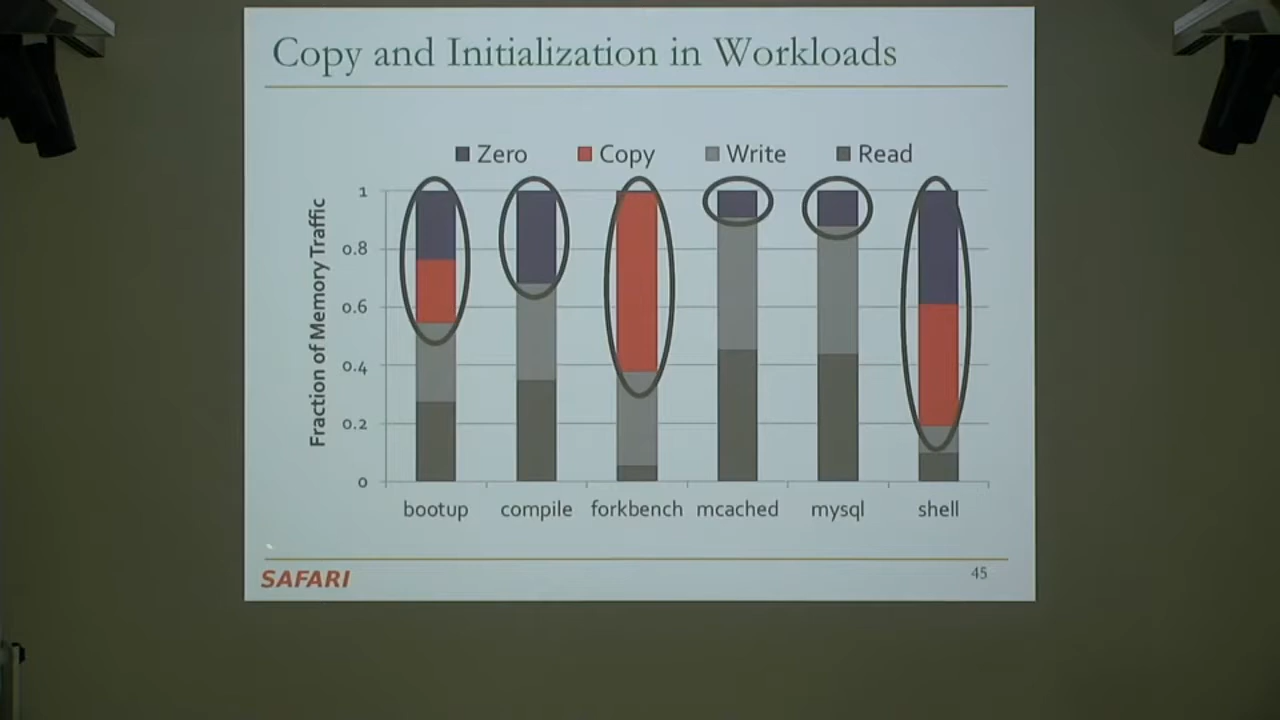 Copy and Initialization in Workloads
Zero Copy Write Read
Fraction of Memory Traffic
1
0.8
0.6
0.4
0.2
0
bootup compile forkbench mcached mysql shell
SAFARI
45